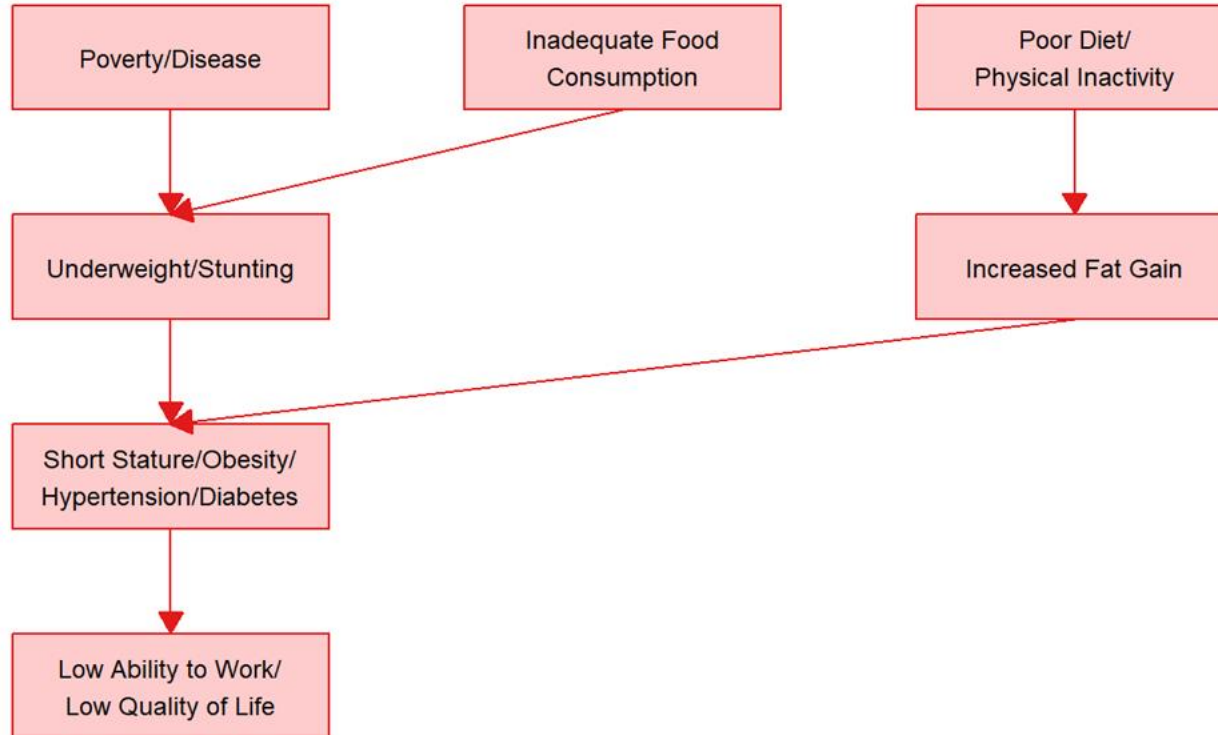 Poverty/Disease
Inadequate Food
Consumption
Poor Diet/
Physical Inactivity
Underweight/Stunting
Increased Fat Gain
Short Stature/Obesity/
Hypertension/Diabetes
Low Ability to Work/
Low Quality of Life